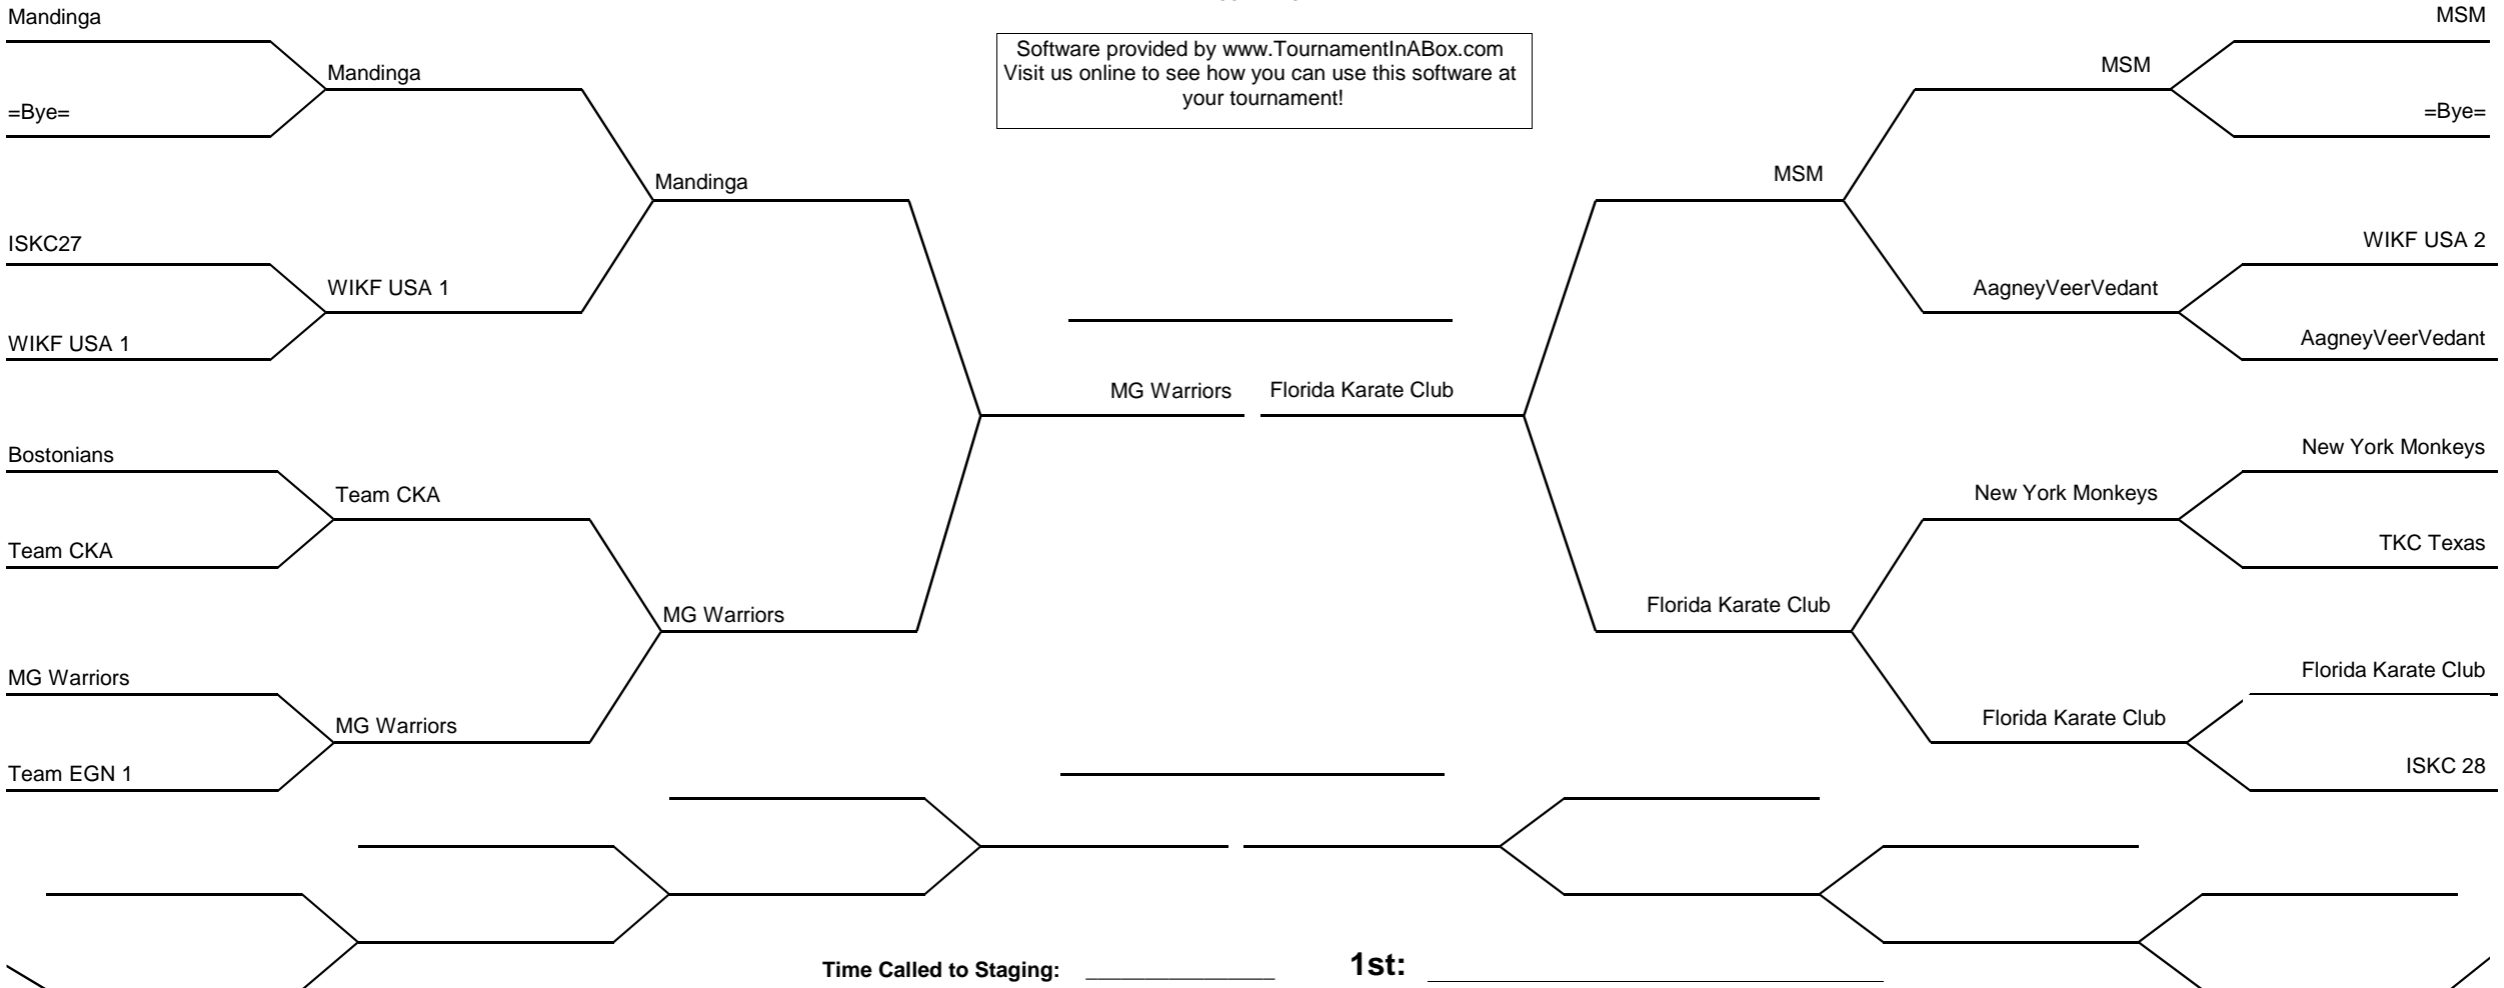 Mandinga
MSM
Software provided by www.TournamentInABox.com
Visit us online to see how you can use this software at
your tournament!
Mandinga
MSM
=Bye=
=Bye=
Mandinga
MSM
ISKC27
WIKF USA 2
WIKF USA 1
AagneyVeerVedant
WIKF USA 1
AagneyVeerVedant
MG Warriors
Florida Karate Club
Bostonians
New York Monkeys
Team CKA
New York Monkeys
Team CKA
TKC Texas
MG Warriors
Florida Karate Club
MG Warriors
Florida Karate Club
MG Warriors
Florida Karate Club
Team EGN 1
ISKC 28
Time Called to Staging: ________________
1st: ________________